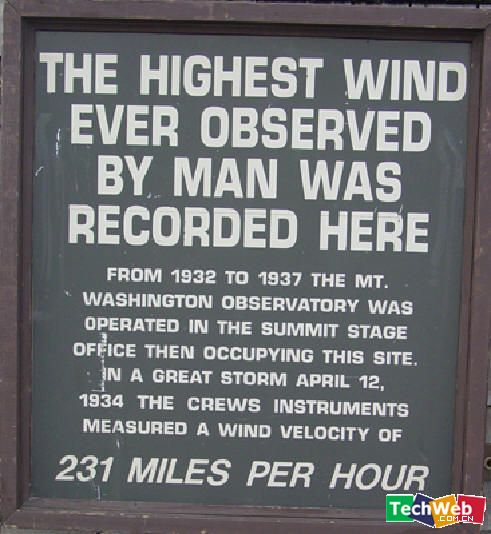 THE HIGHEST WIND
EVER OBSERVED
BY MAN WAS
RECORDED HERE
FROM 1932 TO 1937 THE MT.
WASHINGTON OBSERVATORY WAS
OPERATED IN THE SUMMIT STAGE
OFFICE THEN OCCUPYING THIS SITE.
IN A GREAT STORM APRIL 12,
1934 THE CREWS INSTRUMENTS
MEASURED A WIND VELOCITY OF
231 MILES PER HOUR
TechWeb
.COM.CN